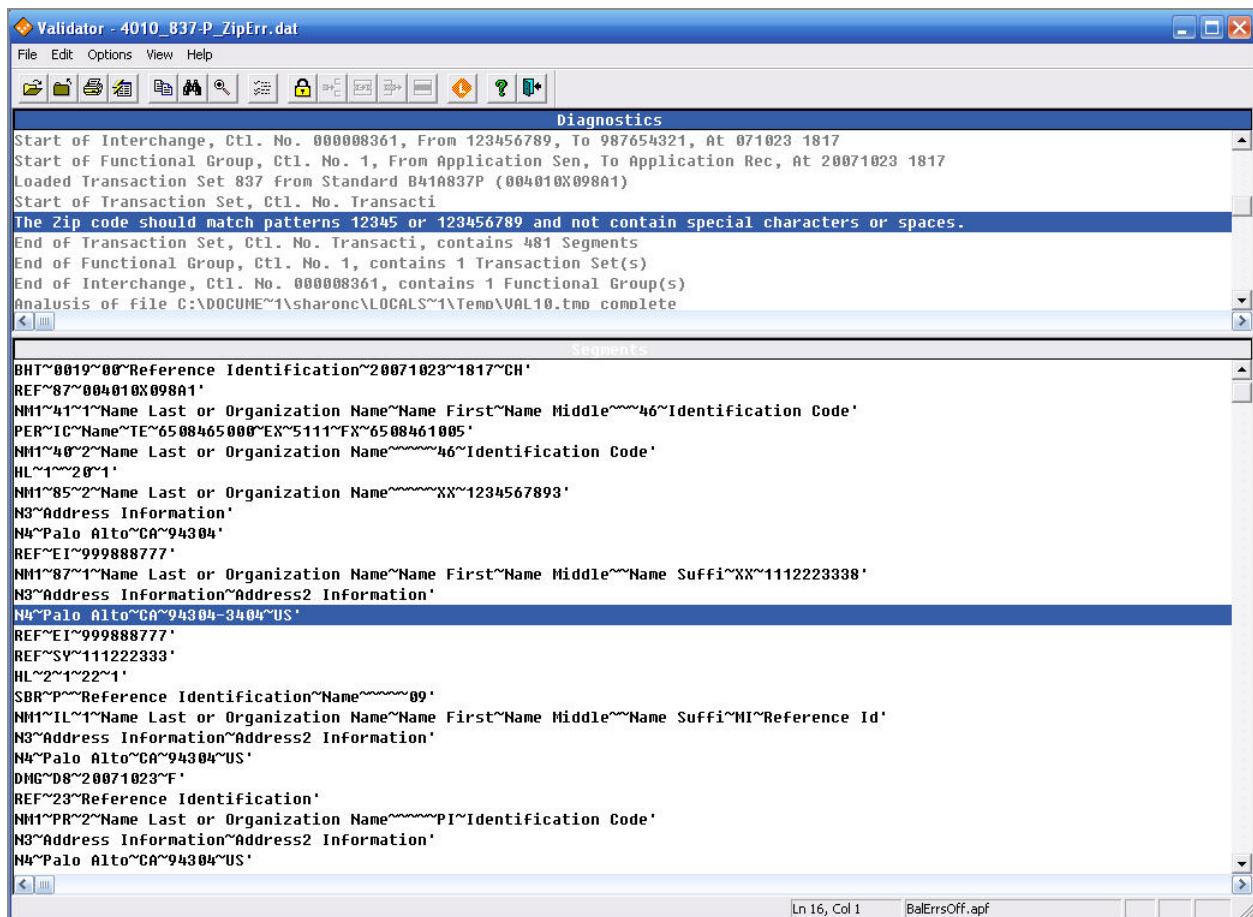 Validator - 4010_837-P_ZipErr.dat
File Edit Options View Help
Diagnostics
Start of Interchange, Ctl. No. 000008361, From 123456789, To 987654321, At 071023 1817
Start of Functional Group, Ctl. No. 1, From Application Sen, To Application Rec, At 20071023 1817
Loaded Transaction Set 837 from Standard B41A837P (004010X098A1)
Start of Transaction Set, Ctl. No. Transacti
The Zip code should match patterns 12345 or 123456789 and not contain special characters or spaces.
End of Transaction Set, Ctl. No. Transacti, contains 481 Segments
End of Functional Group, Ctl. No. 1, contains 1 Transaction Set(s)
End of Interchange, Ctl. No. 000008361, contains 1 Functional Group(s)
Analysis of file C:\DOCUME~1\sharonc\LOCALS~1\Temp\VAL10.tmp complete
Segments
BHT~0019~00~Reference Identification~20071023~1817~CH'
REF~87~004010X098A1'
NM1~41~1~Name Last or Organization Name~Name First~Name Middle~~~46~Identification Code'
PER~IC~Name~TE~6508465000~EX~5111~FX~6508461005'
NM1~40~2~Name Last or Organization Name~~~~~46~Identification Code'
HL~1~~20~1'
NM1~85~2~Name Last or Organization Name~~~~~XX~1234567893'
N3~Address Information'
N4~Palo Alto~CA~94304'
REF~EI~999888777'
NM1~87~1~Name Last or Organization Name~Name First~Name Middle~~Name Suffi~XX~1112223338'
N3~Address Information~Address2 Information'
N4~Palo Alto~CA~94304-3404~US'
REF~EI~999888777'
REF~SY~111222333'
HL~2~1~22~1'
SBR~P~~Reference Identification~Name~~~~~09'
NM1~IL~1~Name Last or Organization Name~Name First~Name Middle~~Name Suffi~MI~Reference Id'
N3~Address Information~Address2 Information'
N4~Palo Alto~CA~94304~US'
DMG~D8~20071023~F'
REF~23~Reference Identification'
NM1~PR~2~Name Last or Organization Name~~~~~PI~Identification Code'
N3~Address Information~Address2 Information'
N4~Palo Alto~CA~94304~US'
Ln 16, Col 1 BalErrsOff.apf